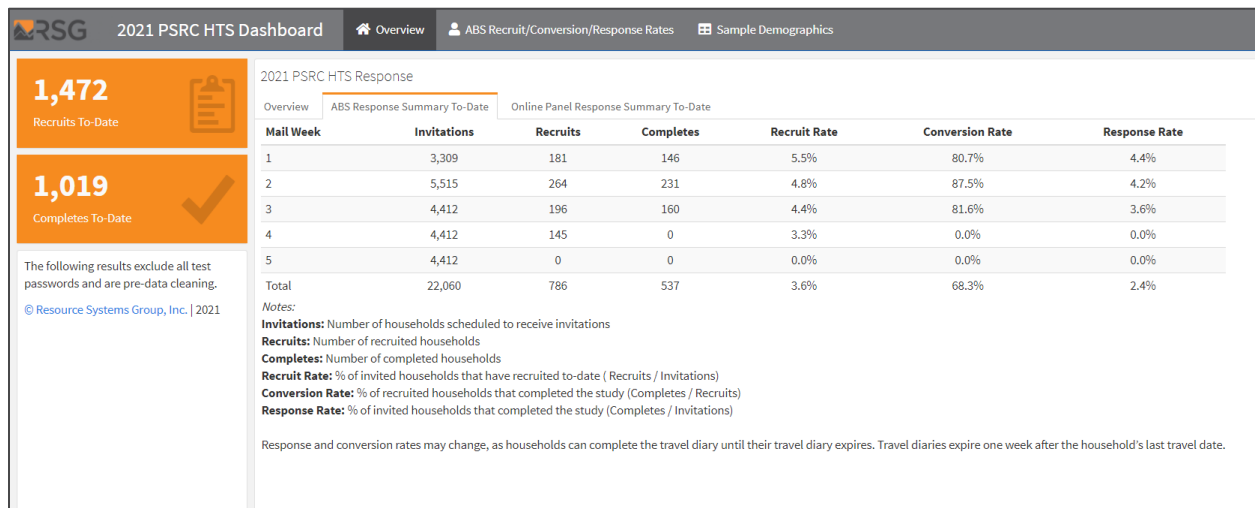 RSG 2021 PSRC HTS Dashboard Overview ABS Recruit/Conversion/Response Rates Sample Demographics
1,472
Recruits To-Date
1,019
Completes To-Date
The following results exclude all test
passwords and are pre-data cleaning.
© Resource Systems Group, Inc. | 2021
2021 PSRC HTS Response
Overview ABS Response Summary To-Date Online Panel Response Summary To-Date
Mail Week Invitations Recruits Completes Recruit Rate Conversion Rate Response Rate
1 3,309 181 146 5.5% 80.7% 4.4%
2 5,515 264 231 4.8% 87.5% 4.2%
3 4,412 196 160 4.4% 81.6% 3.6%
4 4,412 145 0 3.3% 0.0% 0.0%
5 4,412 0 0 0.0% 0.0% 0.0%
Total 22,060 786 537 3.6% 68.3% 2.4%
Notes:
Invitations: Number of households scheduled to receive invitations
Recruits: Number of recruited households
Completes: Number of completed households
Recruit Rate: % of invited households that have recruited to-date ( Recruits / Invitations)
Conversion Rate: % of recruited households that completed the study (Completes / Recruits)
Response Rate: % of invited households that completed the study (Completes / Invitations)
Response and conversion rates may change, as households can complete the travel diary until their travel diary expires. Travel diaries expire one week after the household's last travel date.